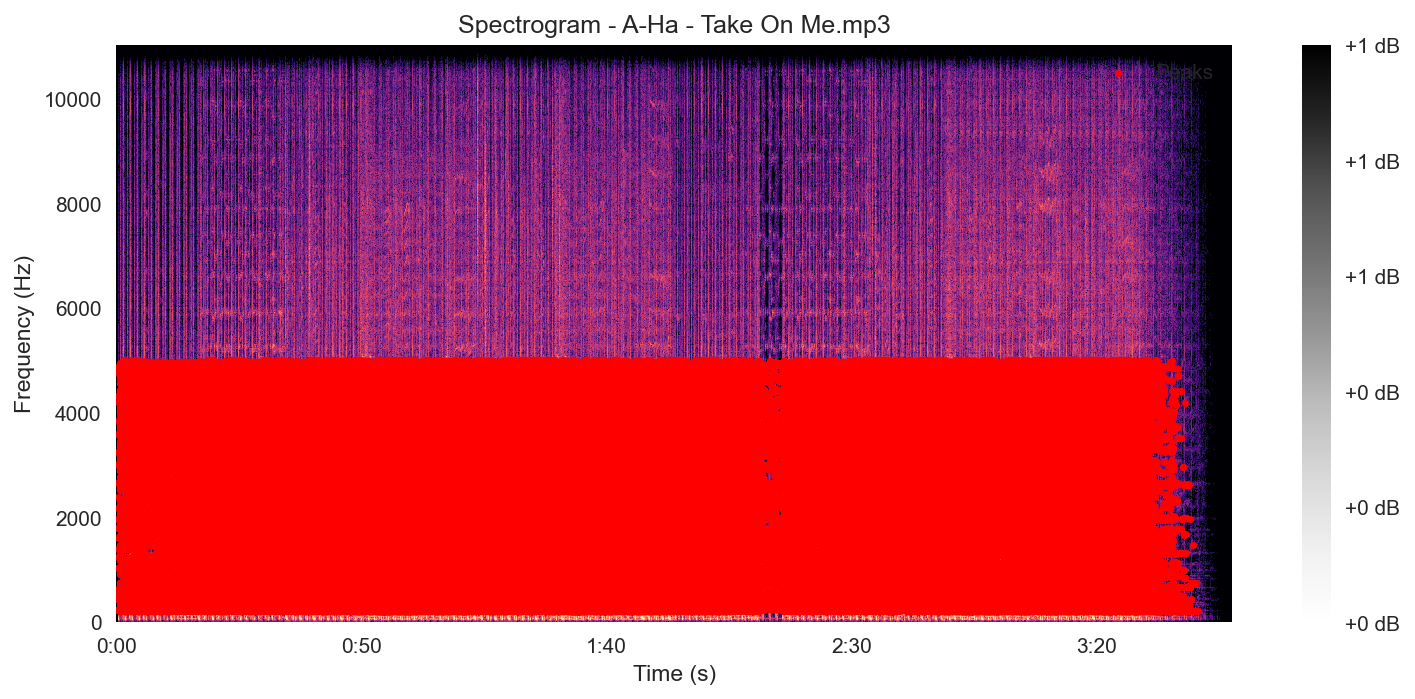 Spectrogram - A-Ha - Take On Me.mp3
Peaks
Frequency (Hz)
10000
8000
6000
4000
2000
0
0:00
0:50
1:40
2:30
3:20
Time (s)
+1 dB
+1 dB
+1 dB
+0 dB
+0 dB
+0 dB